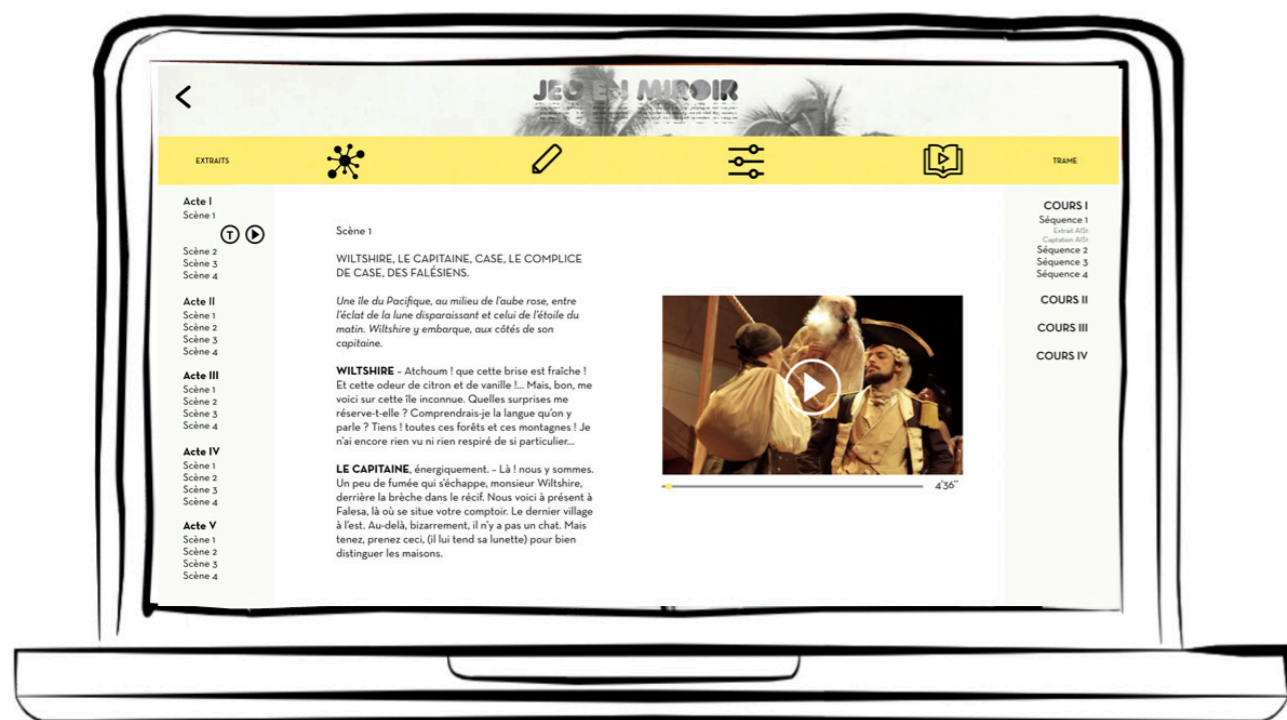 JEU EN MIROIR
EXTRAITS
TRAME
Acte I
Scène 1
T
Scène 2
Scène 3
Scène 4
Acte II
Scène 1
Scène 2
Scène 3
Scène 4
Acte III
Scène 1
Scène 2
Scène 3
Scène 4
Acte IV
Scène 1
Scène 2
Scène 3
Scène 4
Acte V
Scène 1
Scène 2
Scène 3
Scène 4
Scène 1
WILTSHIRE, LE CAPITAINE, CASE, LE COMPLICE
DE CASE, DES FALÉSIENS.
Une île du Pacifique, au milieu de l'aube rose, entre
l'éclat de la lune disparaissant et celui de l'étoile du
matin. Wiltshire y embarque, aux côtés de son
capitaine.
WILTSHIRE – Atchoum ! que cette brise est fraîche !
Et cette odeur de citron et de vanille !... Mais, bon, me
voici sur cette île inconnue. Quelles surprises me
réserve-t-elle ? Comprendrais-je la langue qu'on y
parle ? Tiens ! toutes ces forêts et ces montagnes ! Je
n'ai encore rien vu ni rien respiré de si particulier...
LE CAPITAINE, énergiquement. – Là ! nous y sommes.
Un peu de fumée qui s'échappe, monsieur Wiltshire,
derrière la brèche dans le récif. Nous voici à présent à
Falesa, là où se situe votre comptoir. Le dernier village
à l'est. Au-delà, bizarrement, il n'y a pas un chat. Mais
tenez, prenez ceci, (il lui tend sa lunette) pour bien
distinguer les maisons.
4'36''
COURS I
Séquence 1
Extrait AIS1
Captation AIS1
Séquence 2
Séquence 3
Séquence 4
COURS II
COURS III
COURS IV